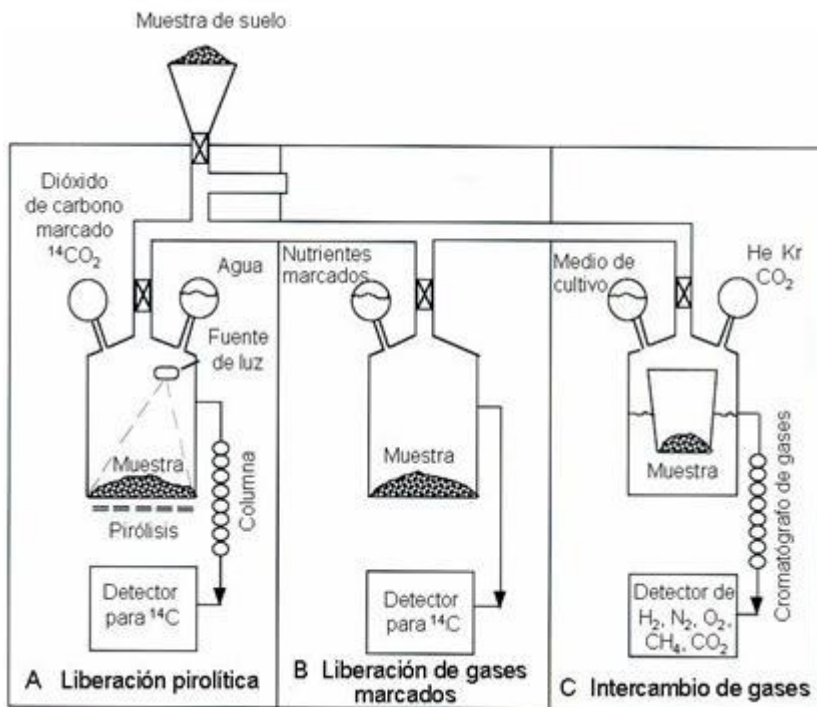 Muestra de suelo
Dióxido
de carbono
marcado
¹⁴CO₂
Agua
Fuente
de luz
Muestra
Pirólisis
Columna
Detector
para ¹⁴C
A Liberación pirolítica
Nutrientes
marcados
Muestra
Detector
para ¹⁴C
B Liberación de gases
marcados
Medio de
cultivo
He Kr
CO₂
Muestra
Cromatógrafo de gases
Detector de
H₂, N₂, O₂,
CH₄, CO₂
C Intercambio de gases